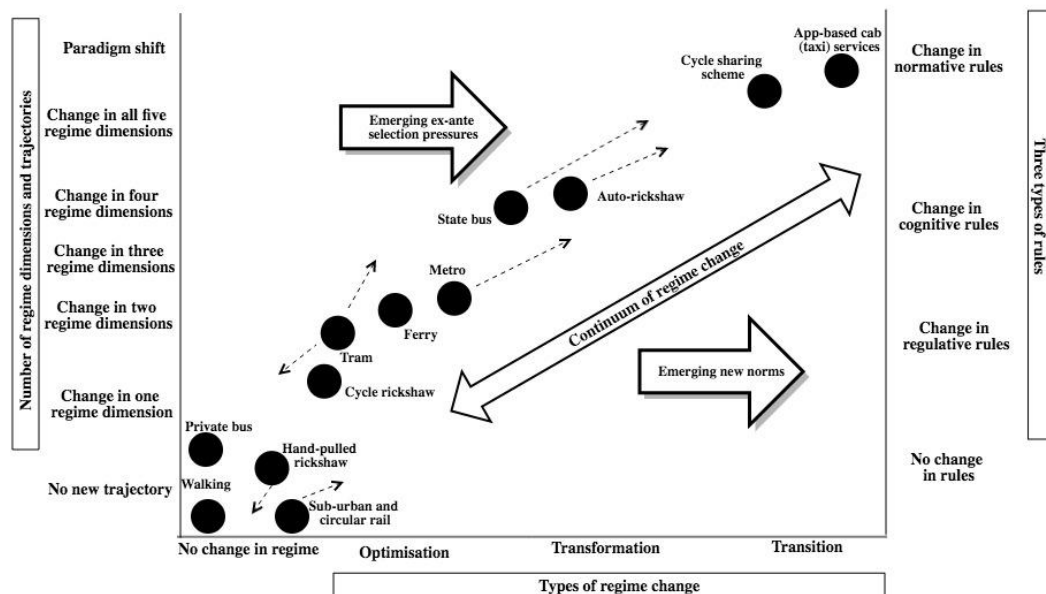 Number of regime dimensions and trajectories
Paradigm shift
Change in all five
regime dimensions
Change in four
regime dimensions
Change in three
regime dimensions
Change in two
regime dimensions
Change in one
regime dimension
No new trajectory
Emerging ex-ante
selection pressures
App-based cab
(taxi) services
Cycle sharing
scheme
State bus
Auto-rickshaw
Metro
Ferry
Tram
Cycle rickshaw
Private bus
Hand-pulled
rickshaw
Walking
Sub-urban and
circular rail
Continuum of regime change
Emerging new norms
Change in
normative rules
Change in
cognitive rules
Change in
regulative rules
No change
in rules
Three types of
rules
No change in regime
Optimisation
Transformation
Transition
Types of regime change